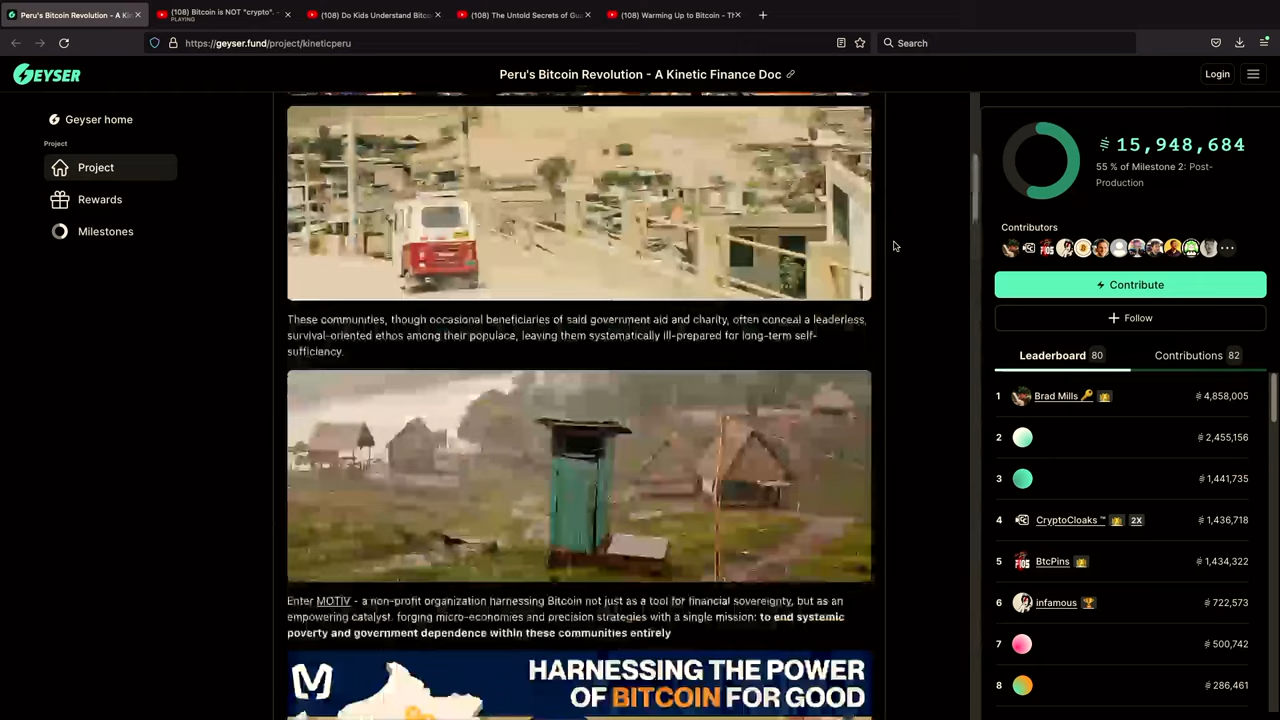 Peru's Bitcoin Revolution - A Ki
(108) Bitcoin is NOT "crypto". -
PLAYING
(108) Do Kids Understand Bitc
(108) The Untold Secrets of Gu
(108) Warming Up to Bitcoin - Th
https://geyser.fund/project/kineticperu
Search
GEYSER
Peru's Bitcoin Revolution - A Kinetic Finance Doc
Login
Geyser home
Project
Project
Rewards
Milestones
These communities, though occasional beneficiaries of said government aid and charity, often conceal a leaderless,
survival-oriented ethos among their populace, leaving them systematically ill-prepared for long-term self-
sufficiency.
Enter MOTIV - a non-profit organization harnessing Bitcoin not just as a tool for financial sovereignty, but as an
empowering catalyst, forging micro-economies and precision strategies with a single mission: to end systemic
poverty and government dependence within these communities entirely
HARNESSING THE POWER
OF BITCOIN FOR GOOD
15,948,684
55 % of Milestone 2: Post-
Production
Contributors
Contribute
Follow
Leaderboard 80
Contributions 82
1 Brad Mills 4,858,005
2 2,455,156
3 1,441,735
4 CryptoCloaks ™ 2X 1,436,718
5 BtcPins 1,434,322
6 infamous 722,573
7 500,742
8 286,461